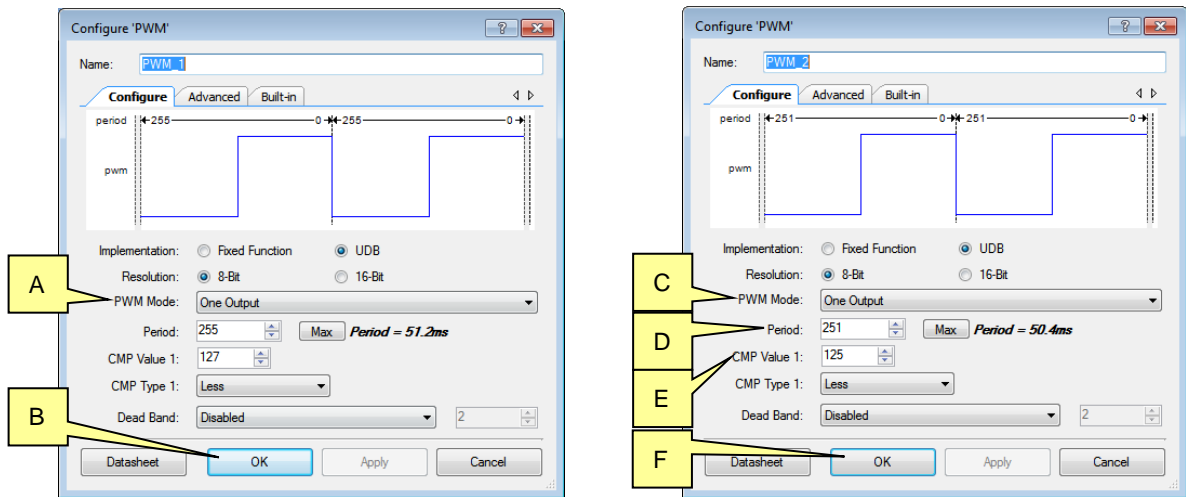 Configure 'PWM'
Name: PWM_1
Configure Advanced Built-in
period 255 0 255 0
pwm
Implementation: Fixed Function UDB
Resolution: 8-Bit 16-Bit
A
PWM Mode: One Output
Period: 255 Max Period = 51.2ms
CMP Value 1: 127
CMP Type 1: Less
B
Dead Band: Disabled 2
Datasheet OK Apply Cancel
Configure 'PWM'
Name: PWM_2
Configure Advanced Built-in
period 251 0 251 0
pwm
Implementation: Fixed Function UDB
Resolution: 8-Bit 16-Bit
C
PWM Mode: One Output
D
Period: 251 Max Period = 50.4ms
E
CMP Value 1: 125
CMP Type 1: Less
Dead Band: Disabled 2
F
Datasheet OK Apply Cancel